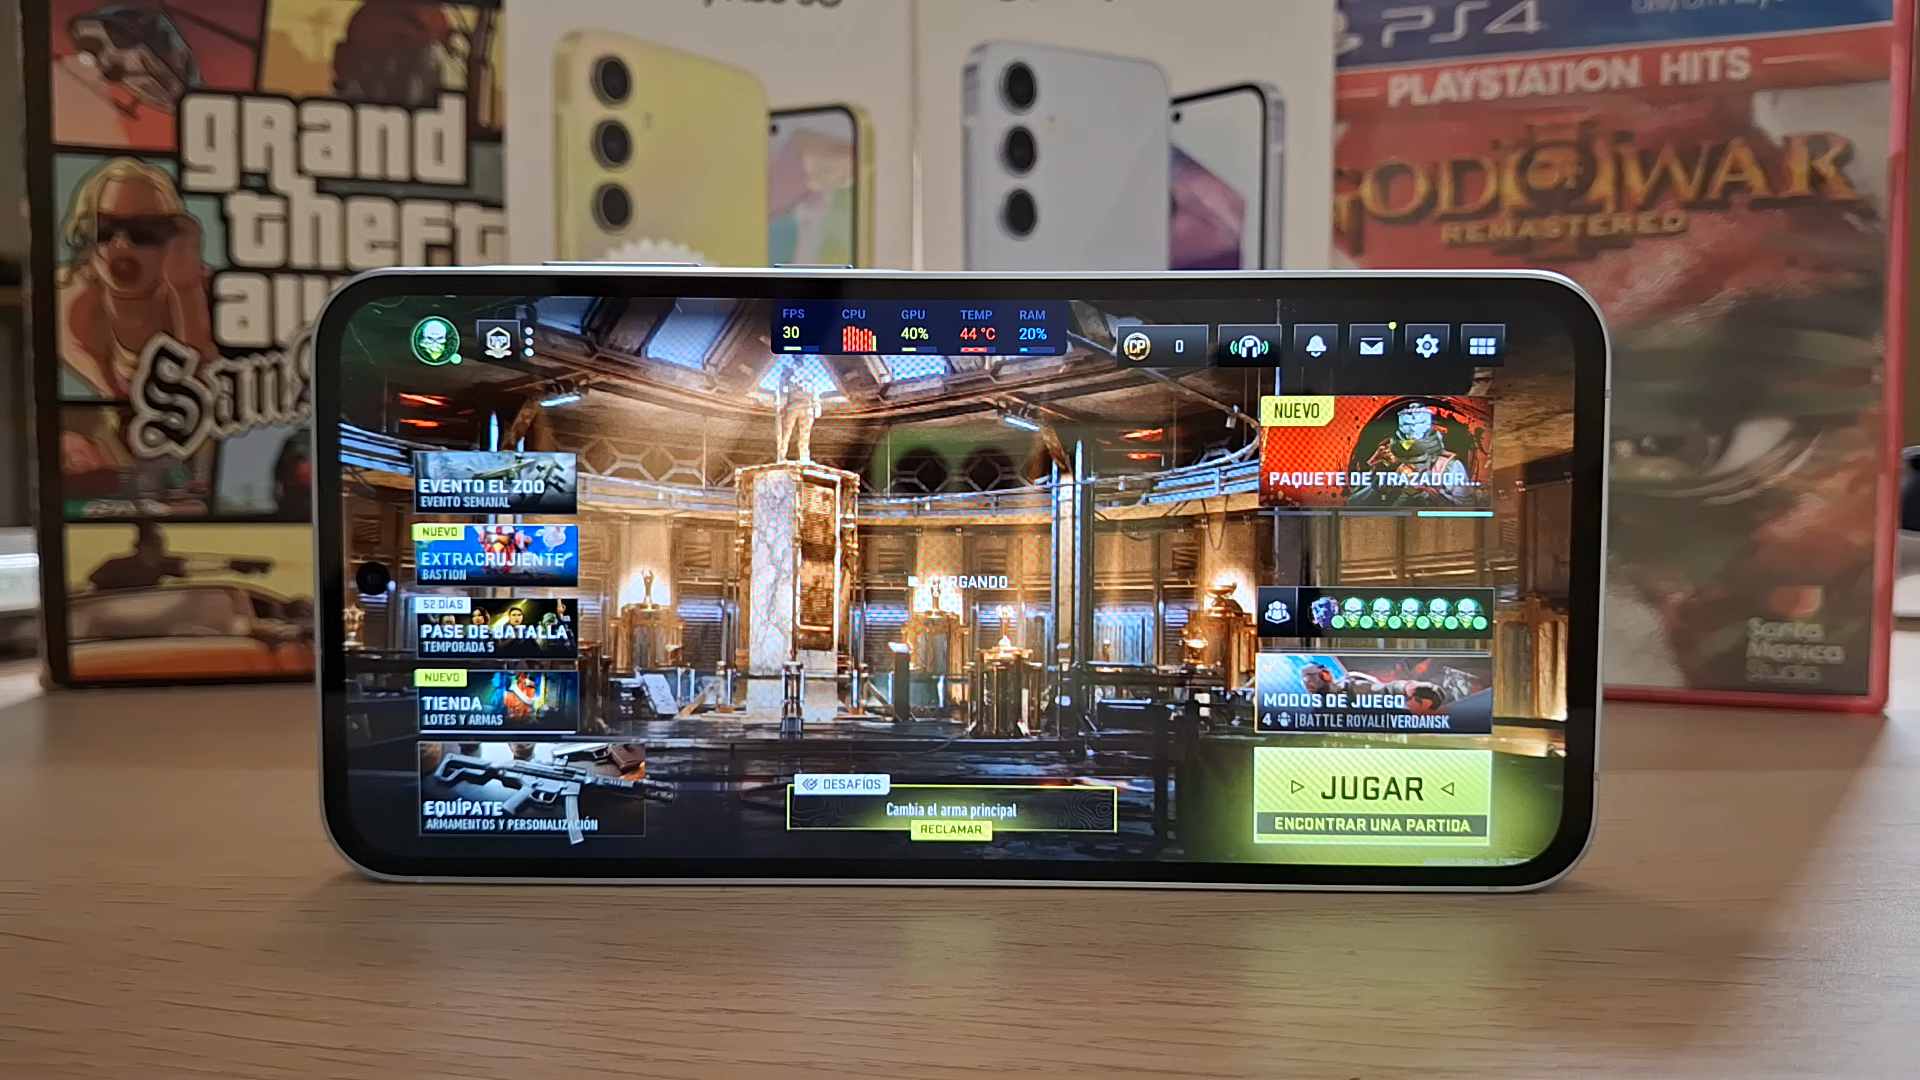 grand
theft
PS4
PLAYSTATION HITS
GOD OF WAR
REMASTERED
Santa
Monica
Studio
FPS
30
CPU
GPU
40%
TEMP
44 °C
RAM
20%
CP
0
EVENTO EL ZOO
EVENTO SEMANAL
NUEVO
EXTRACRUJIENTE
BASTION
52 DÍAS
PASE DE BATALLA
TEMPORADA 5
NUEVO
TIENDA
LOTES Y ARMAS
EQUÍPATE
ARMAMENTOS Y PERSONALIZACIÓN
CARGANDO
DESAFÍOS
Cambia el arma principal
RECLAMAR
NUEVO
PAQUETE DE TRAZADOR...
MODOS DE JUEGO
4 |BATTLE ROYALE|VERDANSK
JUGAR
ENCONTRAR UNA PARTIDA